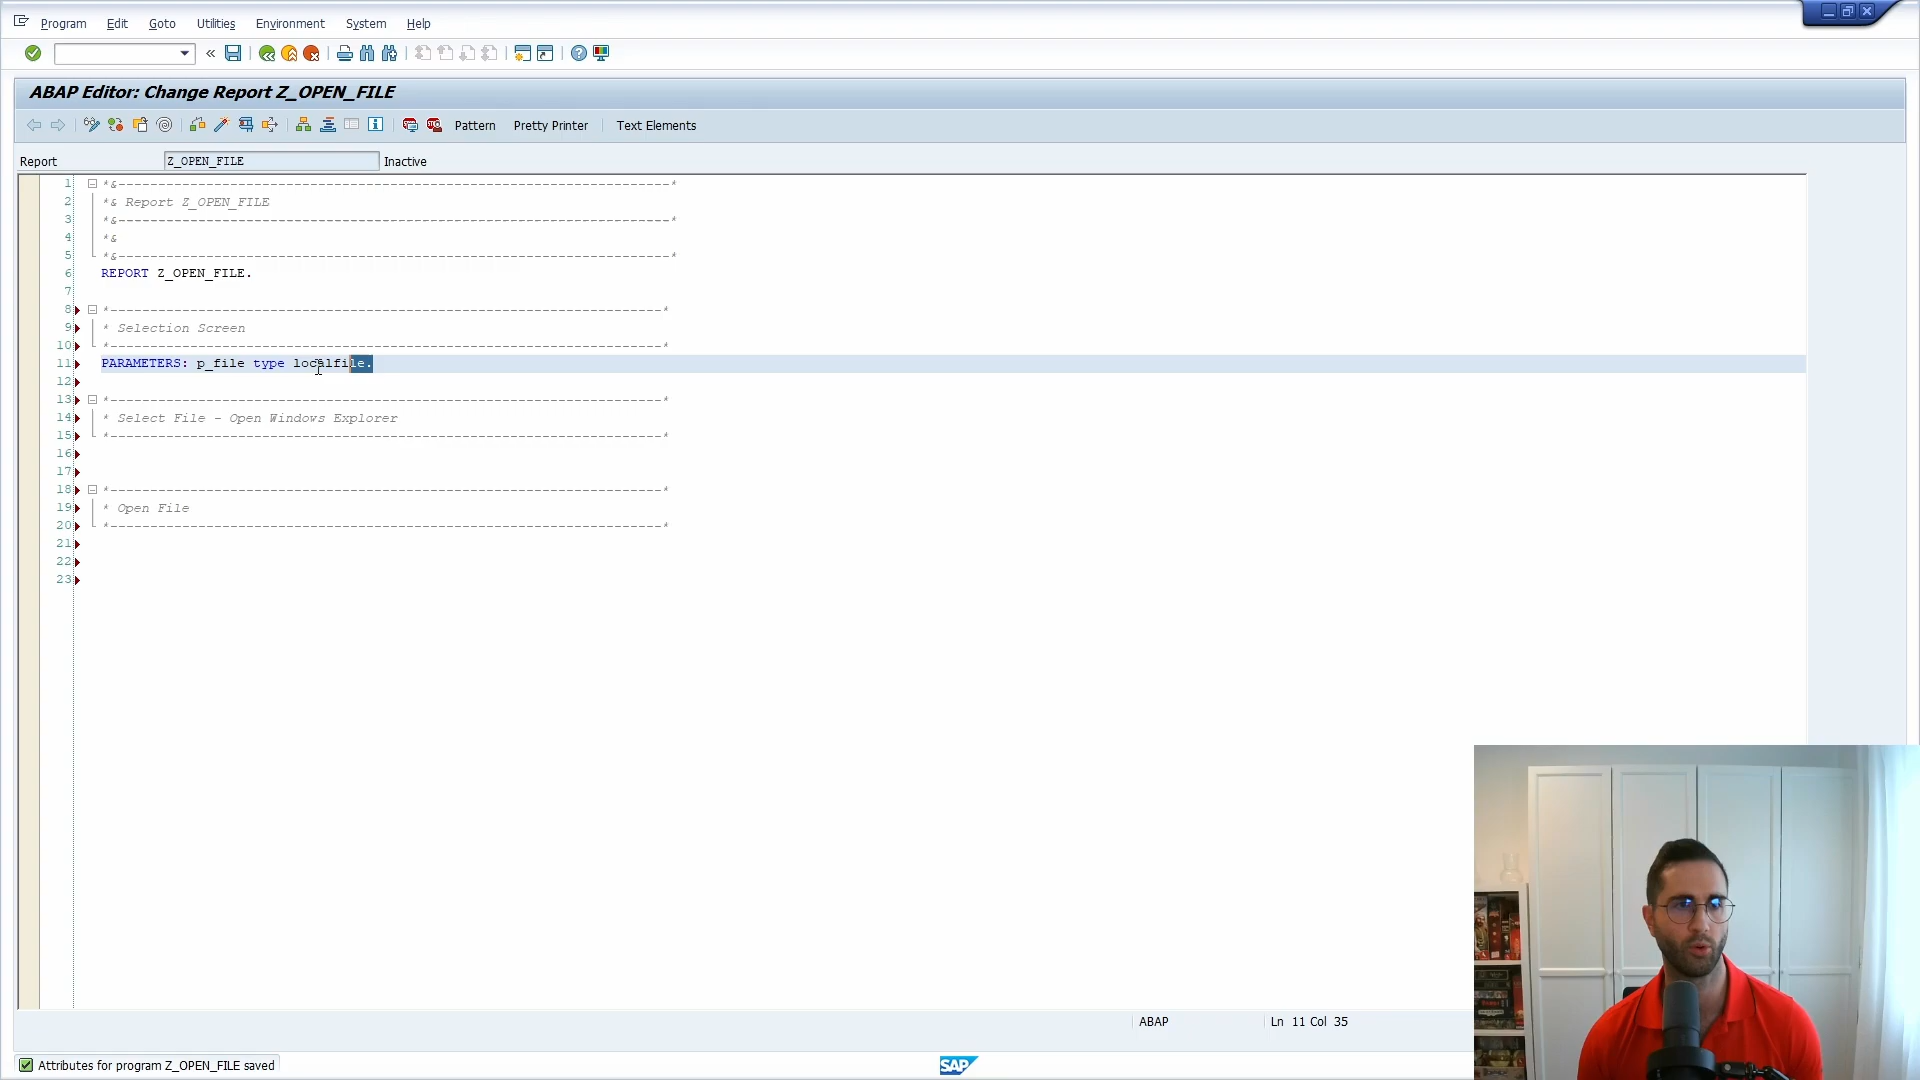 Program Edit Goto Utilities Environment System Help
ABAP Editor: Change Report Z_OPEN_FILE
Pattern Pretty Printer Text Elements
Report Z_OPEN_FILE Inactive
1 *&---------------------------------------------------------------------*
2 *& Report Z_OPEN_FILE
3 *&---------------------------------------------------------------------*
4 *&
5 *&---------------------------------------------------------------------*
6 REPORT Z_OPEN_FILE.
7
8 *---------------------------------------------------------------------*
9 * Selection Screen
10 *---------------------------------------------------------------------*
11 PARAMETERS: p_file type localfile.
12
13 *---------------------------------------------------------------------*
14 * Select File - Open Windows Explorer
15 *---------------------------------------------------------------------*
16
17
18 *---------------------------------------------------------------------*
19 * Open File
20 *---------------------------------------------------------------------*
21
22
23
ABAP Ln 11 Col 35
Attributes for program Z_OPEN_FILE saved
SAP